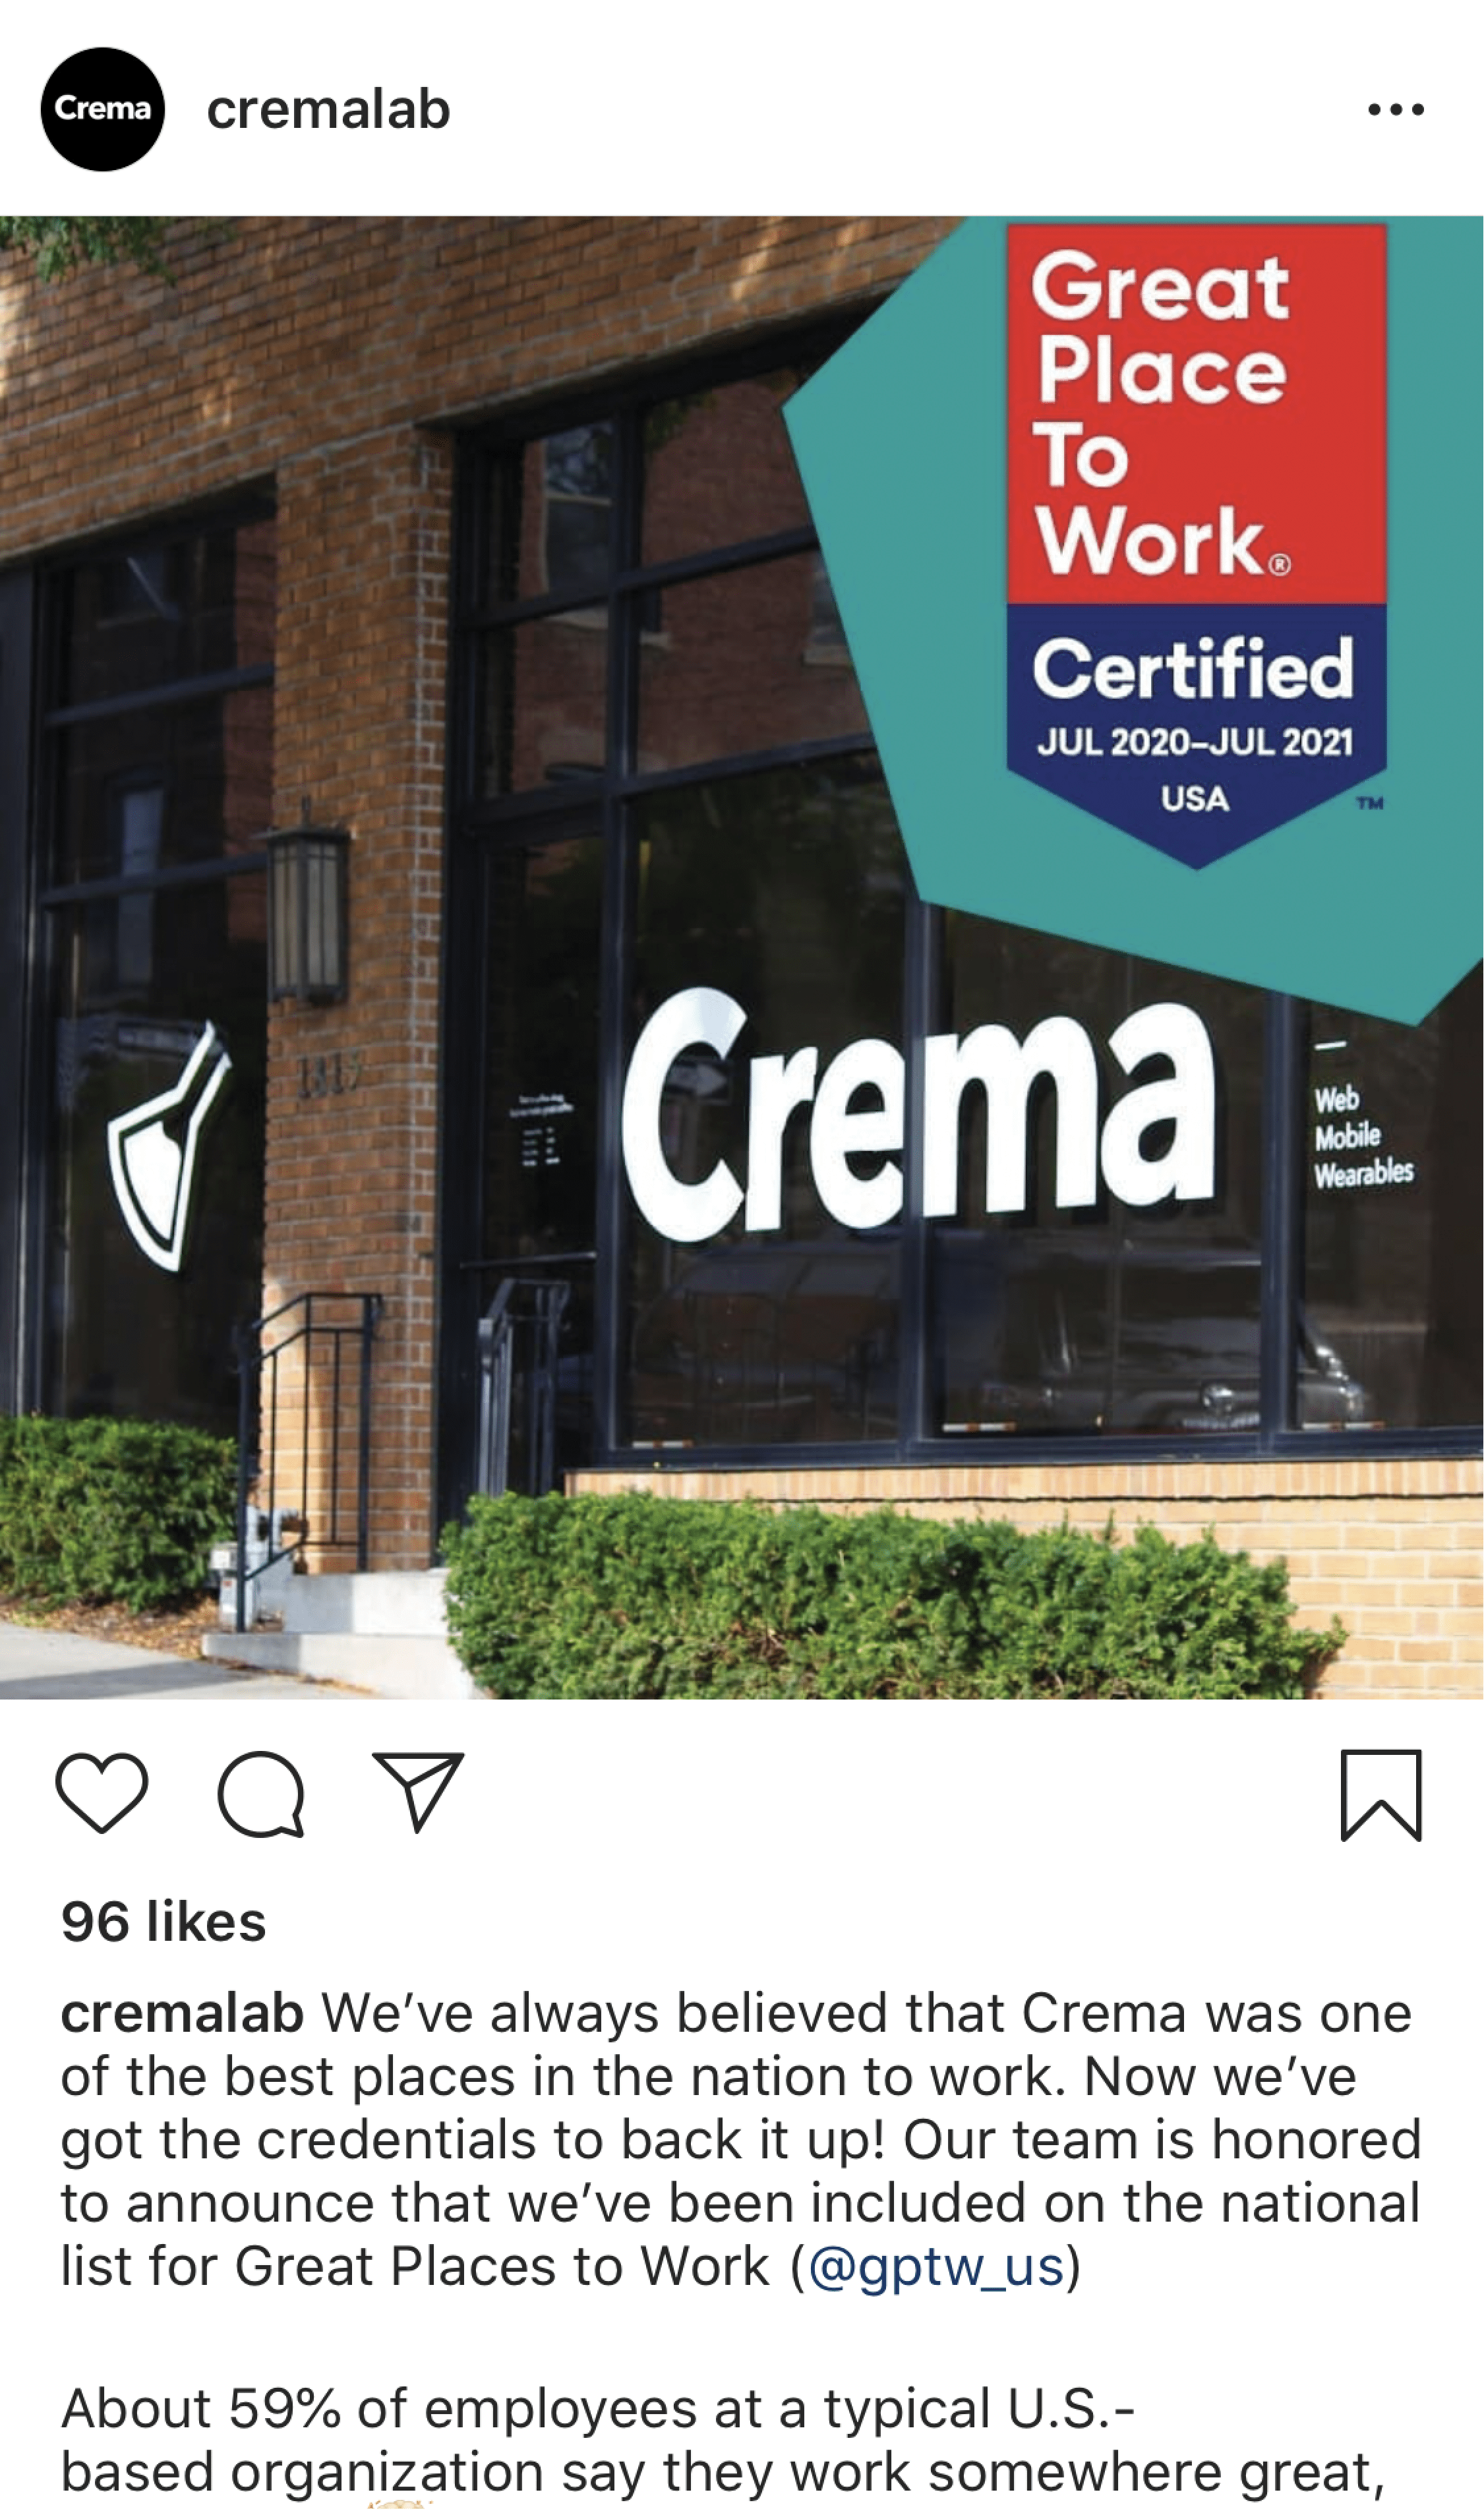 Crema
cremalab
Great
Place
To
Work®
Certified
JUL 2020–JUL 2021
USA
TM
Crema
Web
Mobile
Wearables
96 likes
cremalab We’ve always believed that Crema was one
of the best places in the nation to work. Now we’ve
got the credentials to back it up! Our team is honored
to announce that we’ve been included on the national
list for Great Places to Work (@gptw_us)
About 59% of employees at a typical U.S.-
based organization say they work somewhere great,